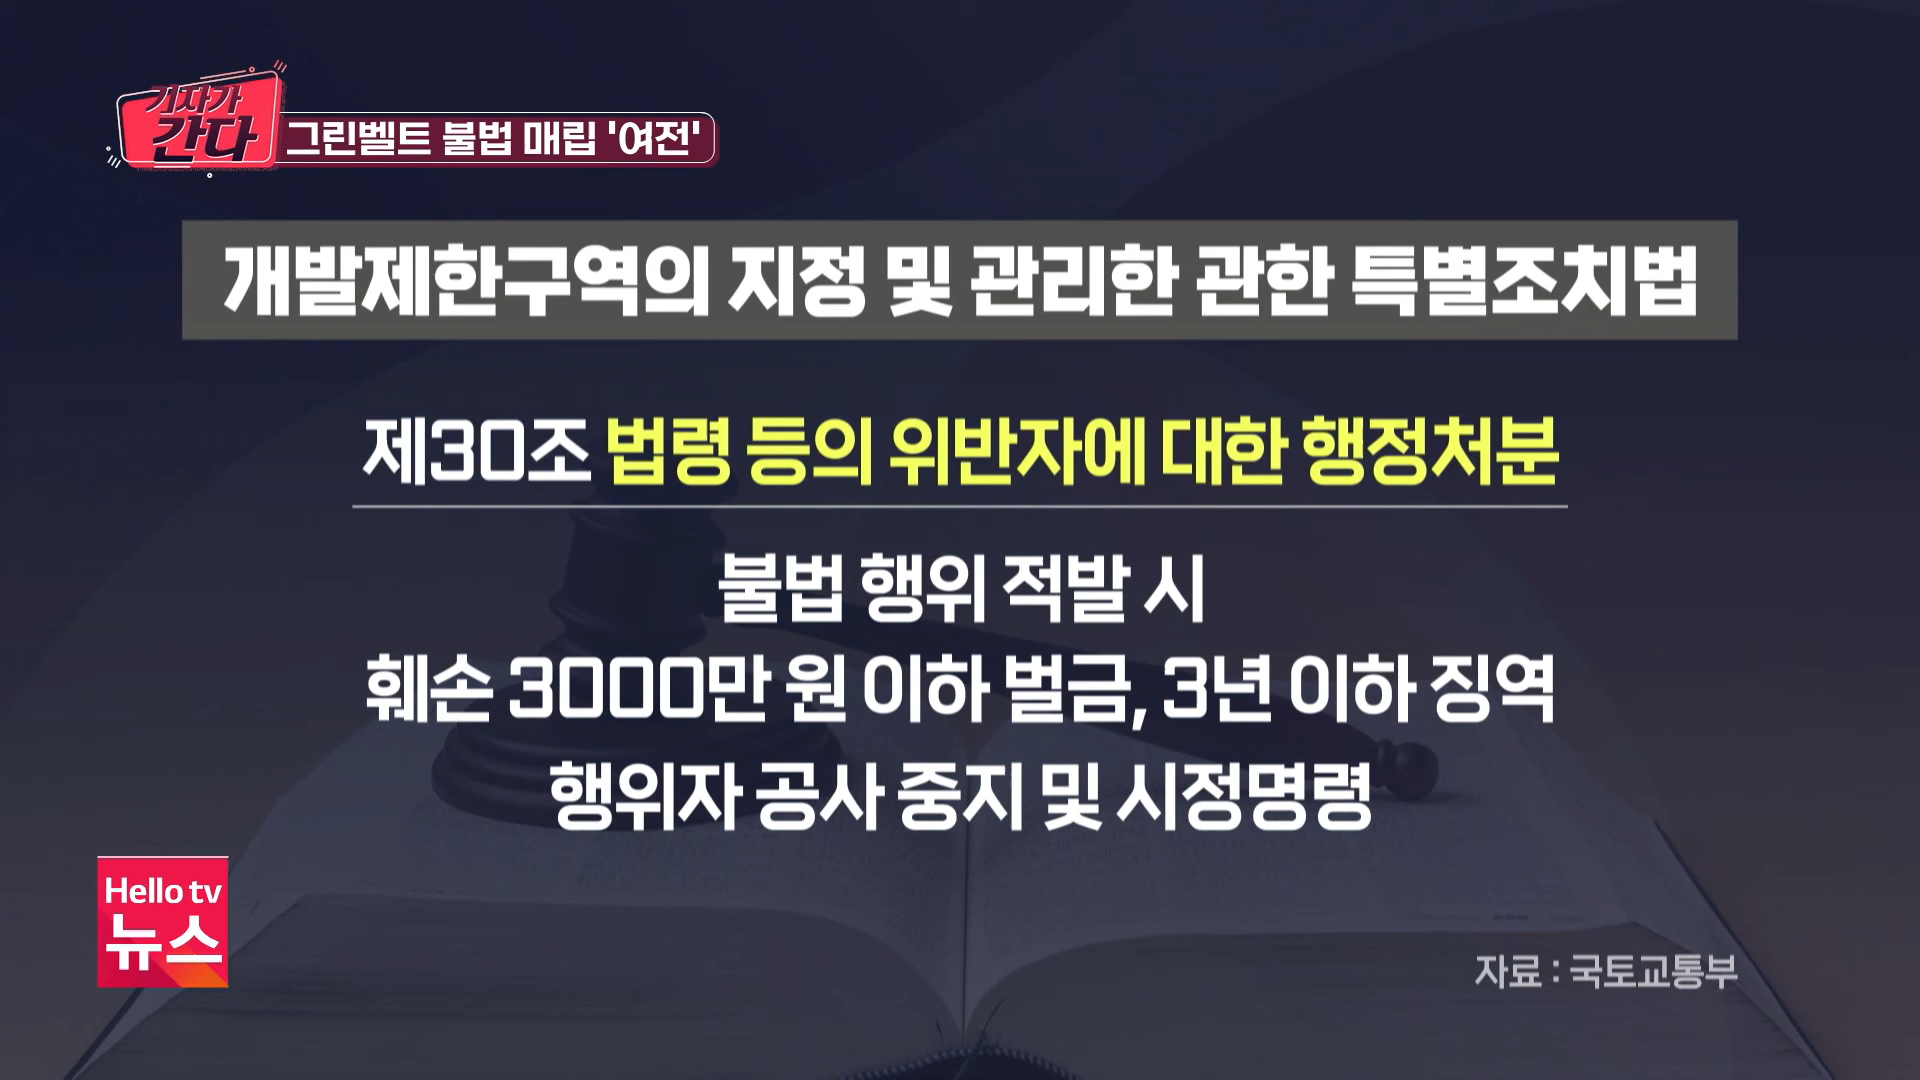 기자가
간다
그린벨트 불법 매립 '여전'
개발제한구역의 지정 및 관리한 관한 특별조치법
제30조 법령 등의 위반자에 대한 행정처분
불법 행위 적발 시
훼손 3000만 원 이하 벌금, 3년 이하 징역
행위자 공사 중지 및 시정명령
Hello tv
뉴스
자료 : 국토교통부